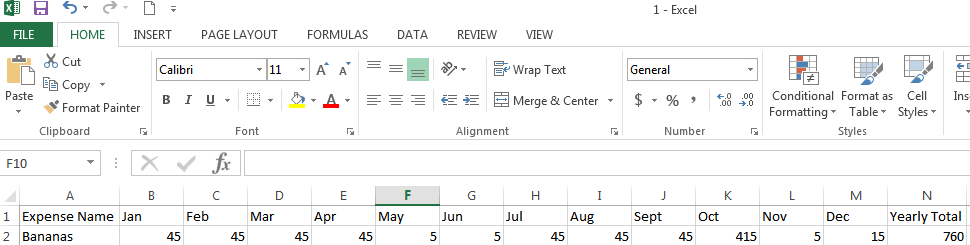 1 - Excel
FILE HOME INSERT PAGE LAYOUT FORMULAS DATA REVIEW VIEW
Cut Calibri 11 A A Wrap Text General
Paste Copy Conditional Format as Cell
Format Painter B I U A Merge & Center $ % , .0 .00 .00 .0 Formatting Table Styles
Clipboard Font Alignment Number Styles
F10 fx
A B C D E F G H I J K L M N
1 Expense Name Jan Feb Mar Apr May Jun Jul Aug Sept Oct Nov Dec Yearly Total
2 Bananas 45 45 45 45 5 5 45 45 45 415 5 15 760